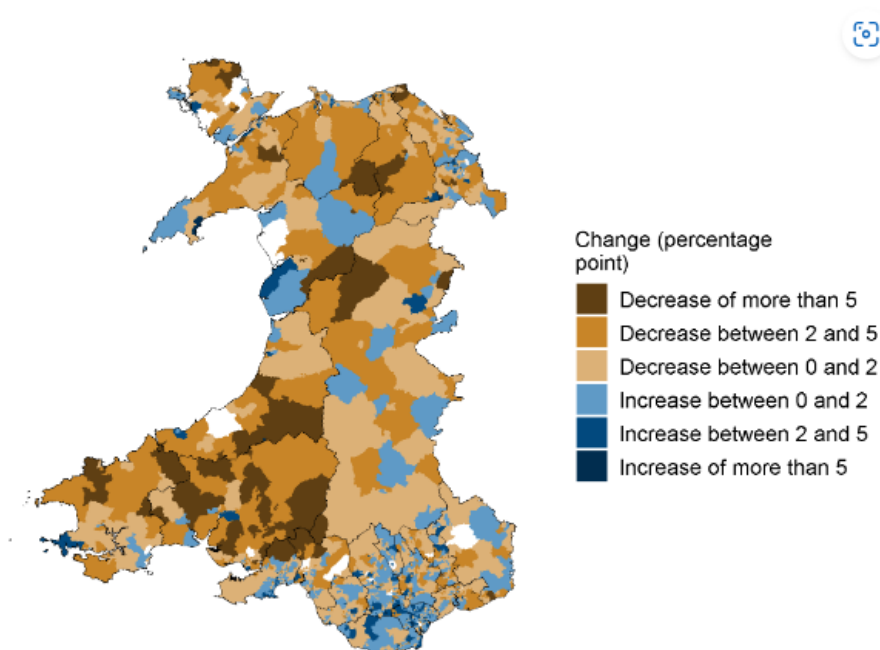 Change (percentage
point)
Decrease of more than 5
Decrease between 2 and 5
Decrease between 0 and 2
Increase between 0 and 2
Increase between 2 and 5
Increase of more than 5